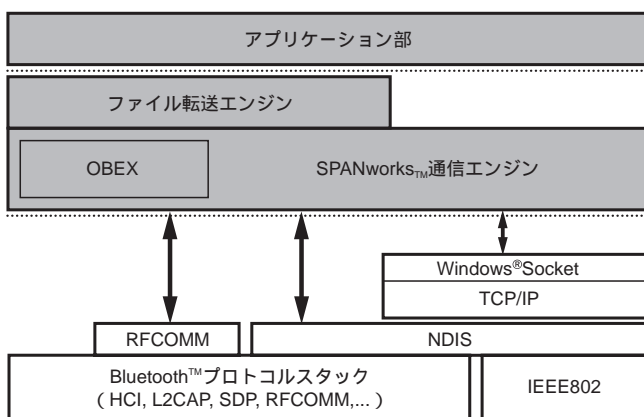 アプリケーション部
ファイル転送エンジン
OBEX
SPANworks™通信エンジン
Windows®Socket
TCP/IP
RFCOMM
NDIS
Bluetooth™プロトコルスタック
（HCI, L2CAP, SDP, RFCOMM,...）
IEEE802